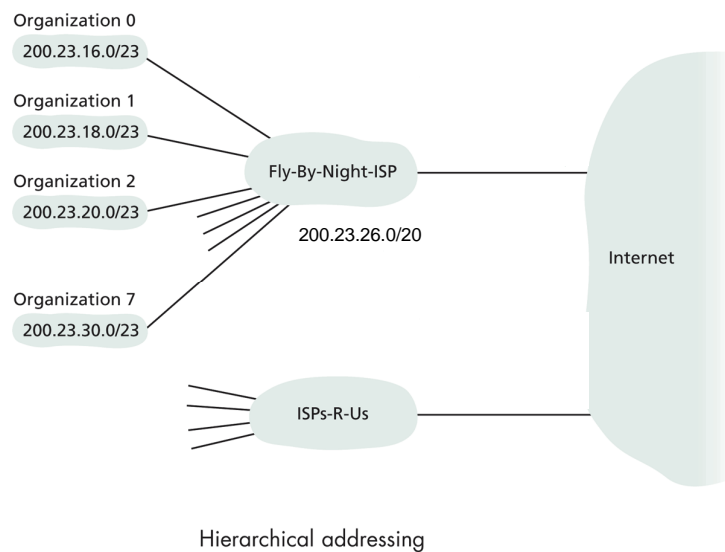 Organization 0
200.23.16.0/23
Organization 1
200.23.18.0/23
Organization 2
200.23.20.0/23
Organization 7
200.23.30.0/23
Fly-By-Night-ISP
200.23.26.0/20
ISPs-R-Us
Internet
Hierarchical addressing